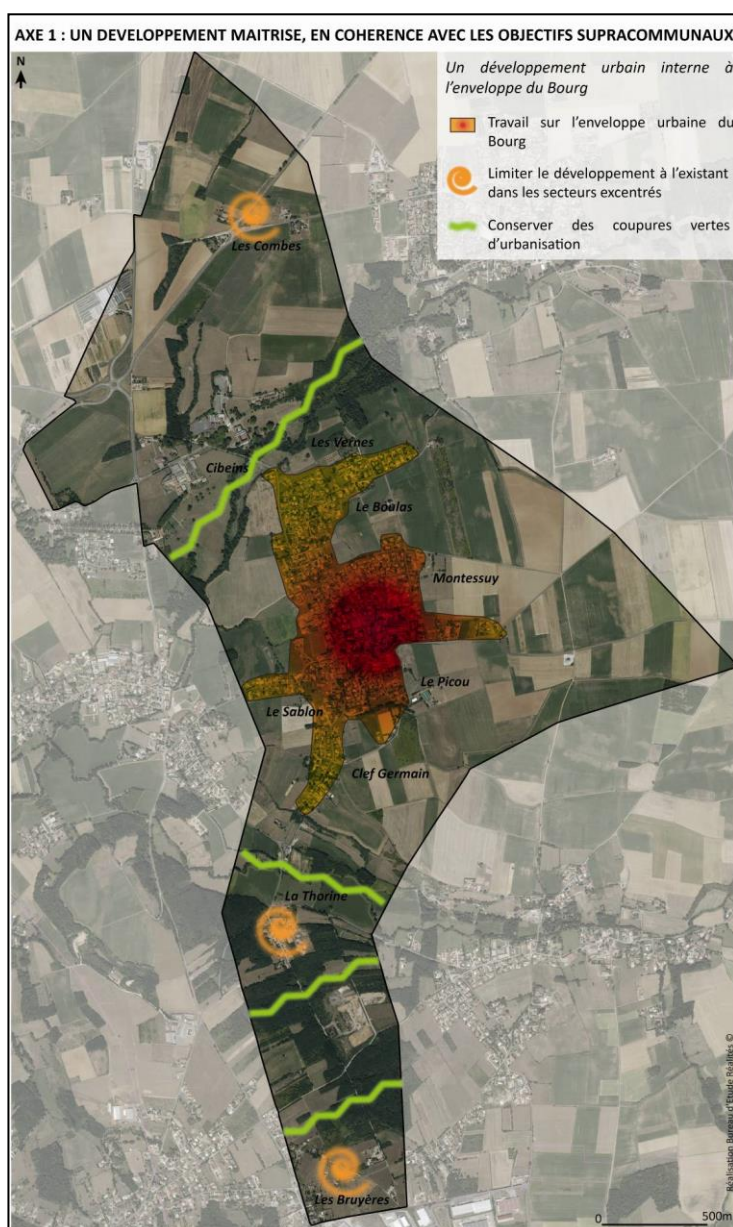 AXE 1 : UN DEVELOPPEMENT MAITRISE, EN COHERENCE AVEC LES OBJECTIFS SUPRACOMMUNAUX
N
Un développement urbain interne à
l'enveloppe du Bourg
Travail sur l'enveloppe urbaine du
Bourg
Limiter le développement à l'existant
dans les secteurs excentrés
Conserver des coupures vertes
d'urbanisation
Les Combes
Les Vernes
Cibeins
Le Boulas
Montessuy
Le Picou
Le Sablon
Clef Germain
La Thorine
Les Bruyères
Réalisation Bureau d'Etude Réalités ©
0
500m